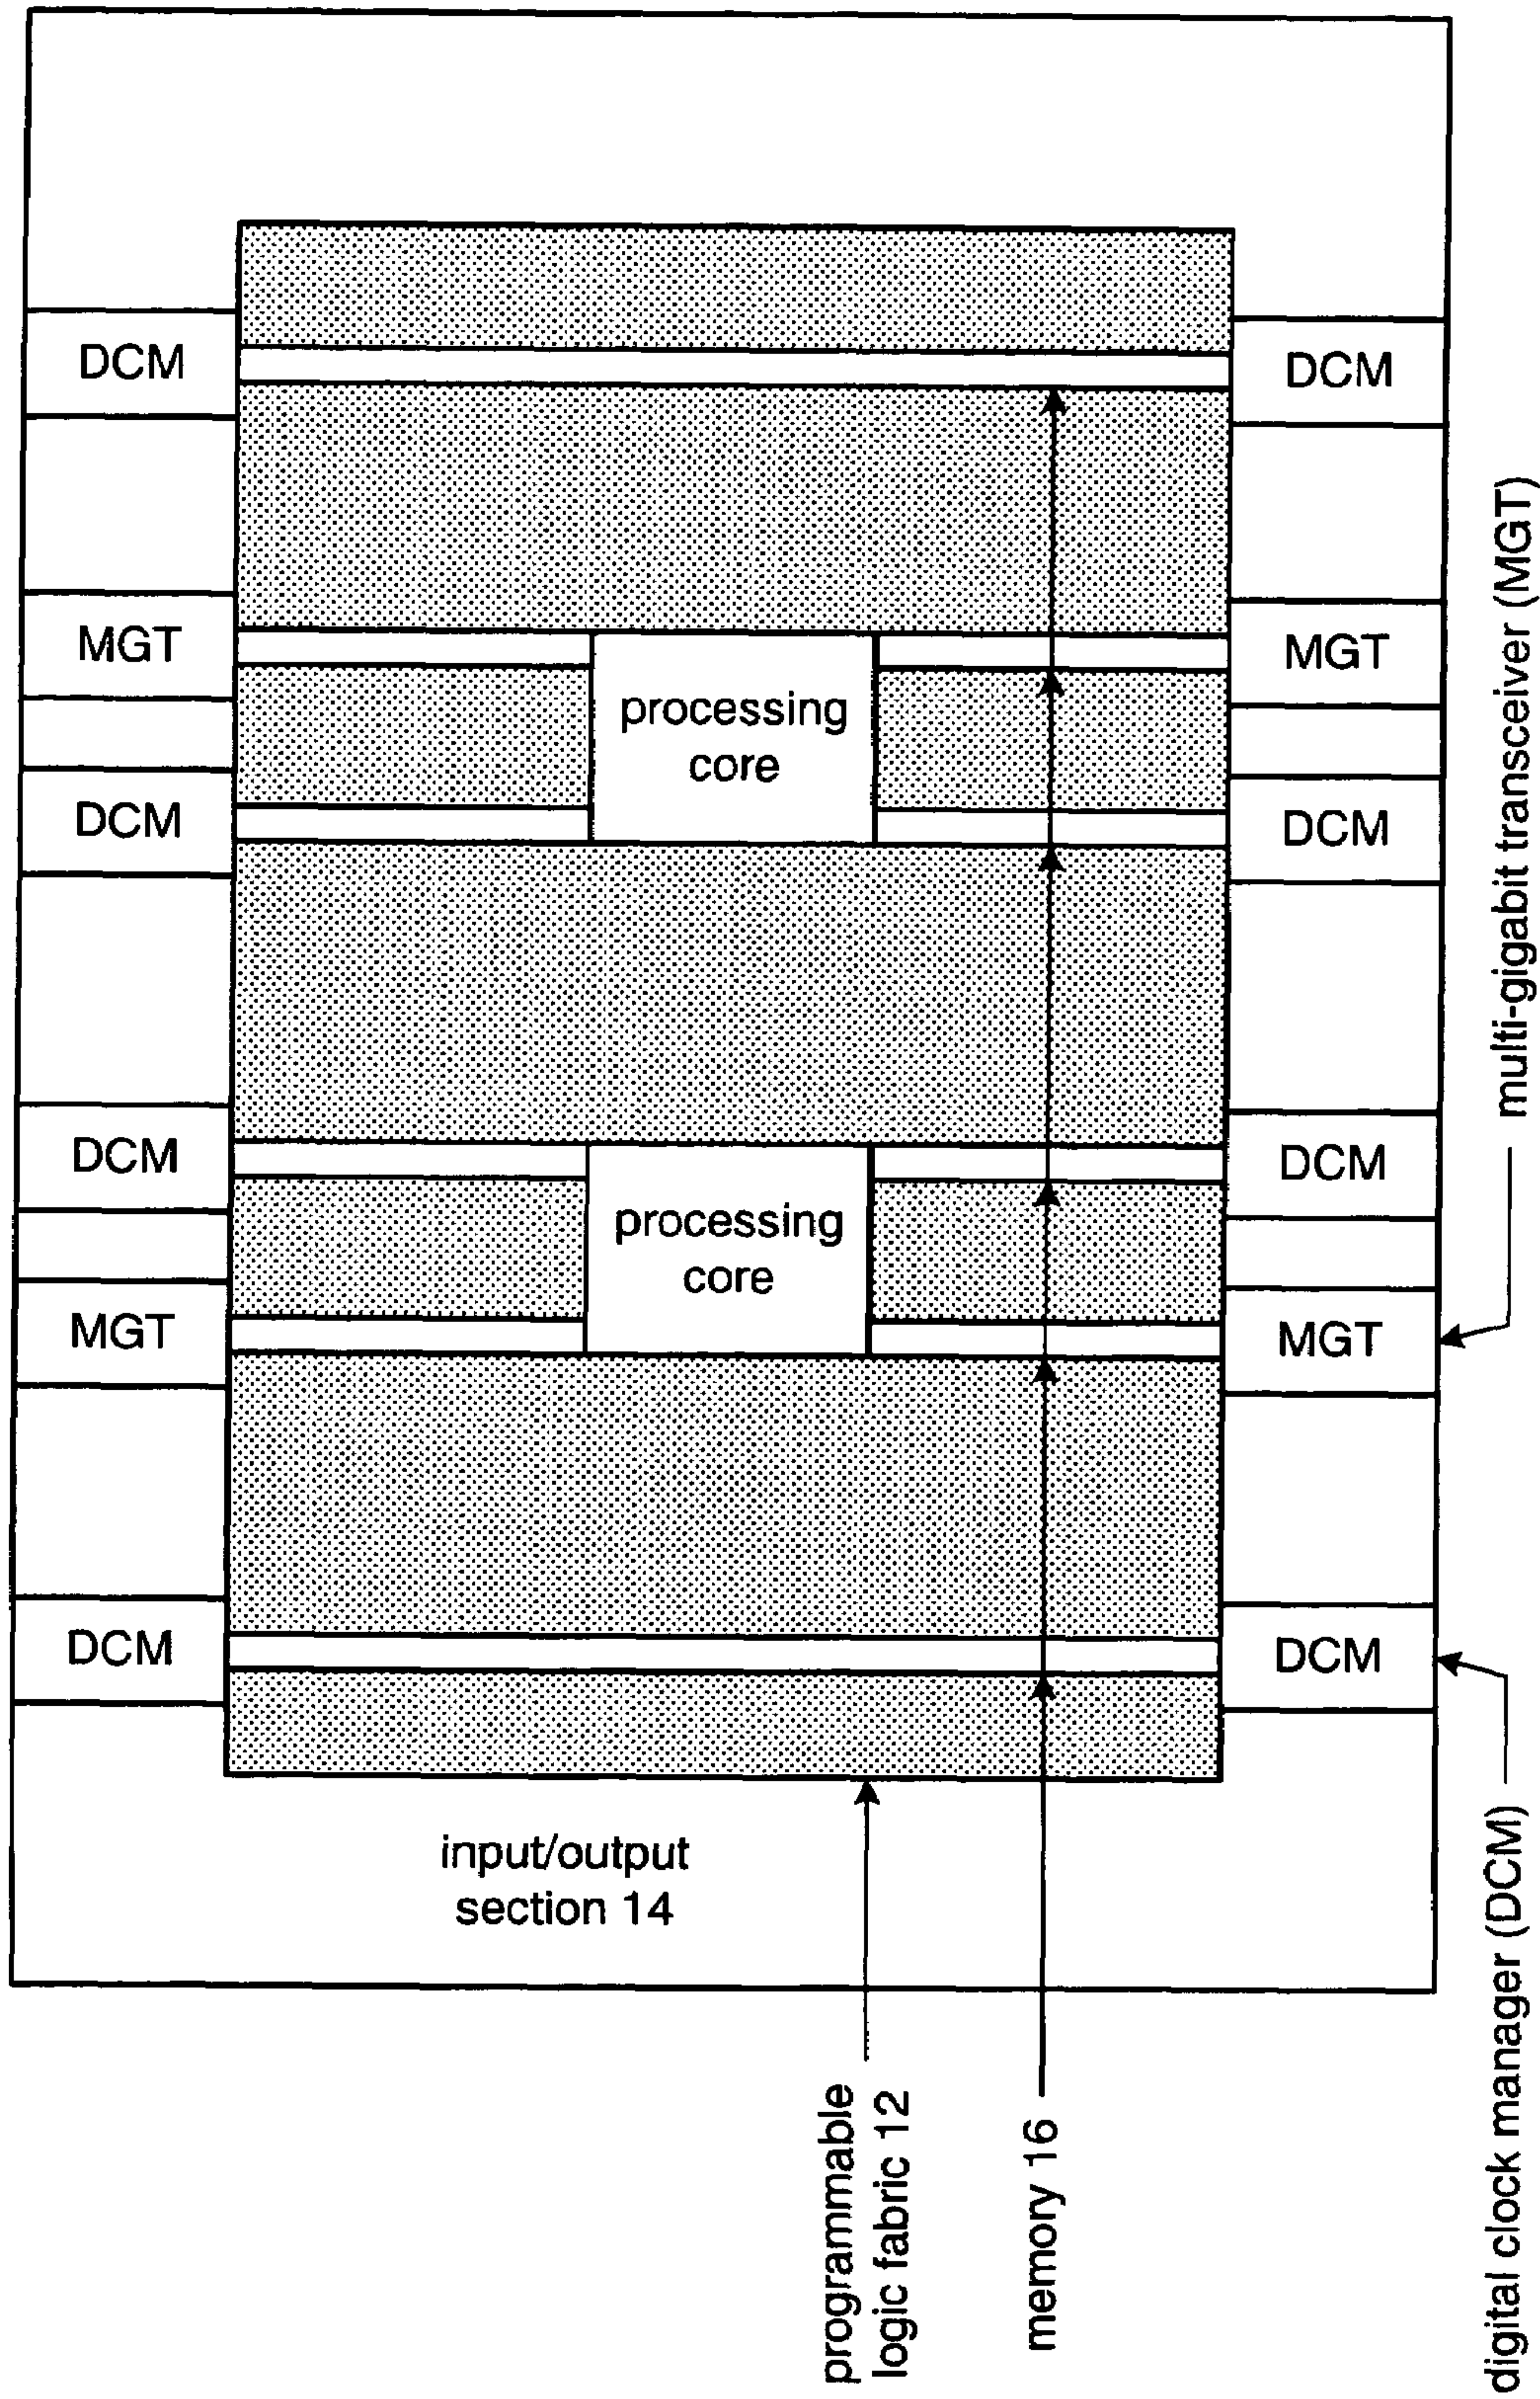 DCM
DCM
MGT
MGT
processing
core
DCM
DCM
multi-gigabit transceiver (MGT)
DCM
DCM
processing
core
MGT
MGT
DCM
DCM
input/output
section 14
programmable
logic fabric 12
memory 16
digital clock manager (DCM)